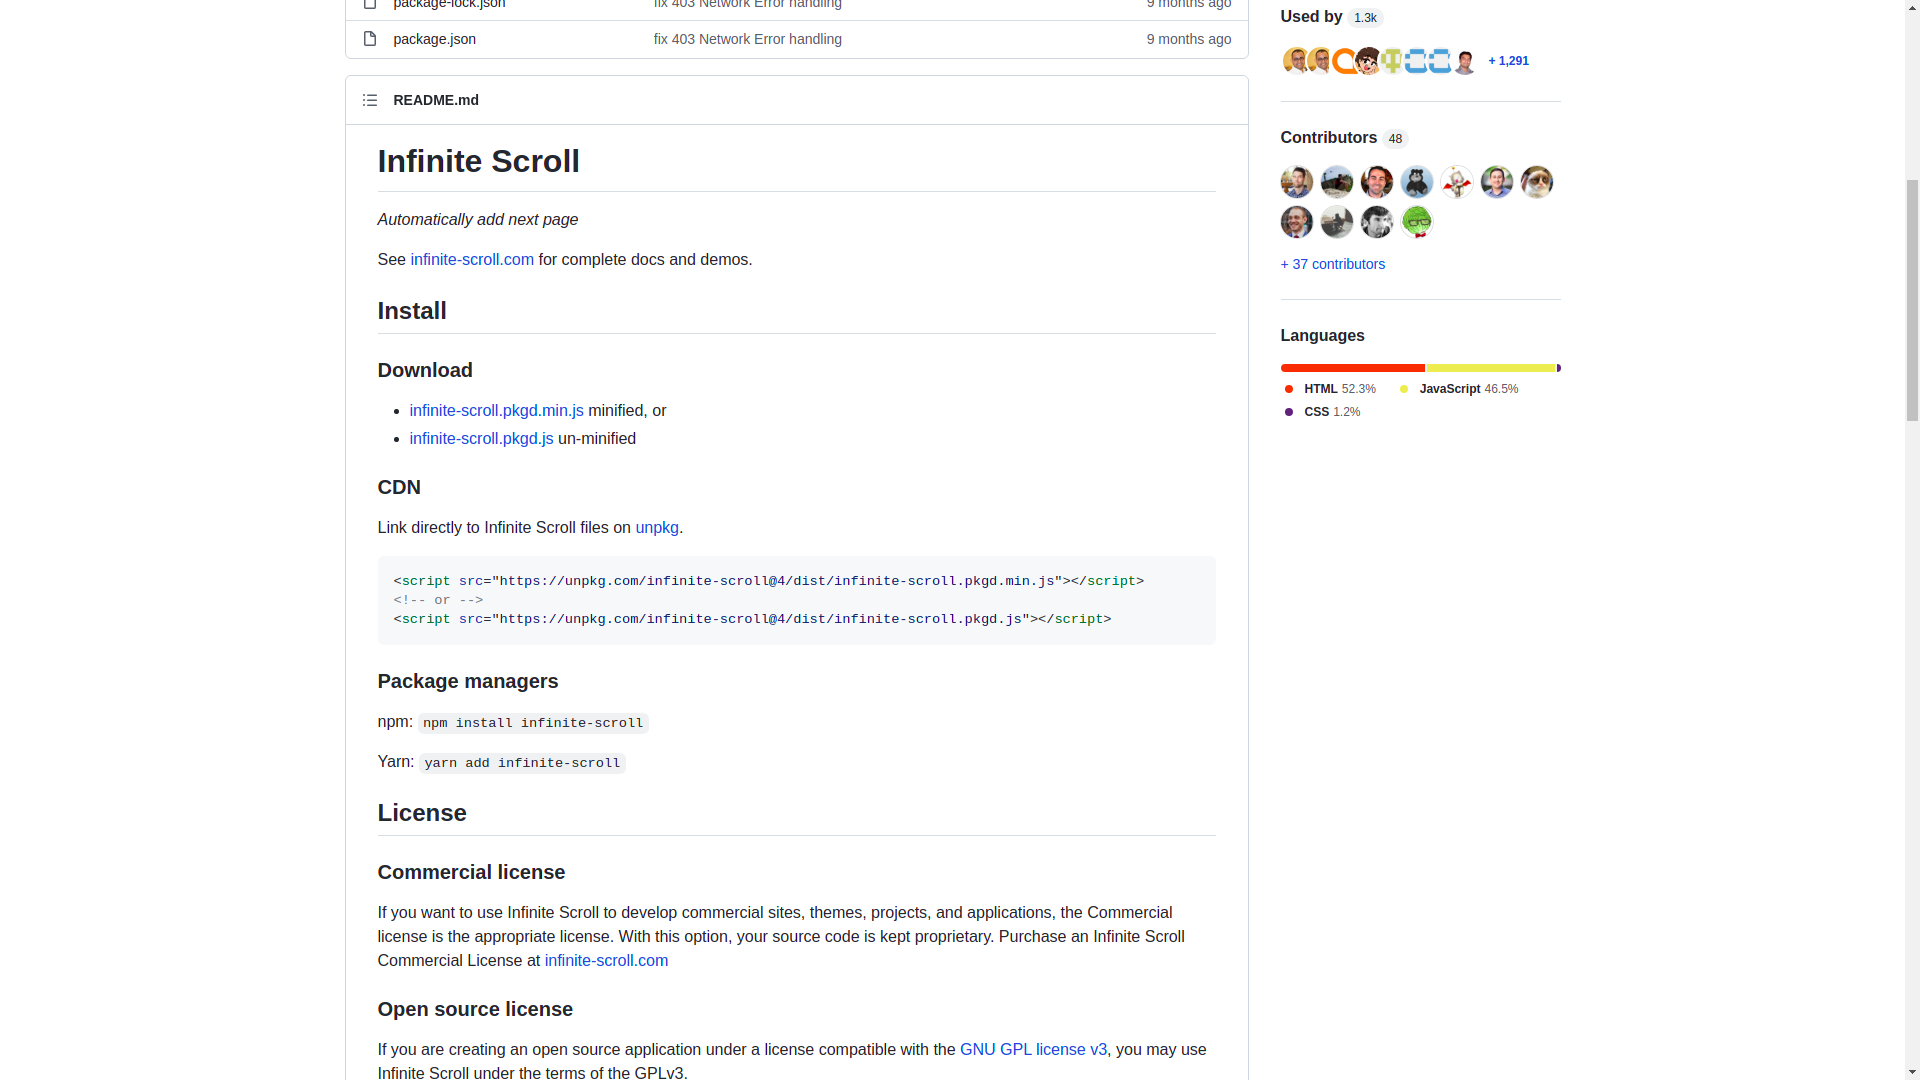 package-lock.json fix 403 Network Error handling 9 months ago
package.json fix 403 Network Error handling 9 months ago
README.md
Infinite Scroll
Automatically add next page
See infinite-scroll.com for complete docs and demos.
Install
Download
infinite-scroll.pkgd.min.js minified, or
infinite-scroll.pkgd.js un-minified
CDN
Link directly to Infinite Scroll files on unpkg.
<script src="https://unpkg.com/infinite-scroll@4/dist/infinite-scroll.pkgd.min.js"></script>
<!-- or -->
<script src="https://unpkg.com/infinite-scroll@4/dist/infinite-scroll.pkgd.js"></script>
Package managers
npm: npm install infinite-scroll
Yarn: yarn add infinite-scroll
License
Commercial license
If you want to use Infinite Scroll to develop commercial sites, themes, projects, and applications, the Commercial
license is the appropriate license. With this option, your source code is kept proprietary. Purchase an Infinite Scroll
Commercial License at infinite-scroll.com
Open source license
If you are creating an open source application under a license compatible with the GNU GPL license v3, you may use
Infinite Scroll under the terms of the GPLv3.
Used by 1.3k
+ 1,291
Contributors 48
+ 37 contributors
Languages
HTML 52.3% JavaScript 46.5%
CSS 1.2%